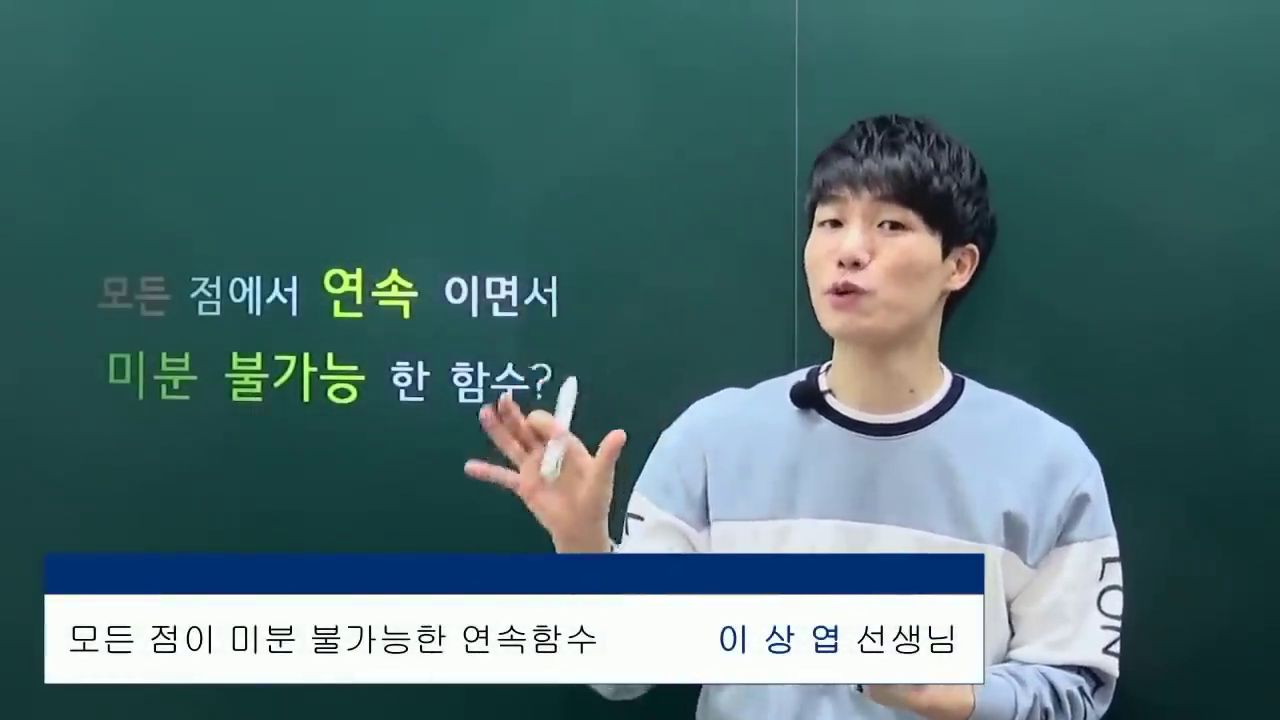 모든 점에서 연속 이면서
미분 불가능 한 함수?
모든 점이 미분 불가능한 연속함수
이 상 엽 선생님
LON